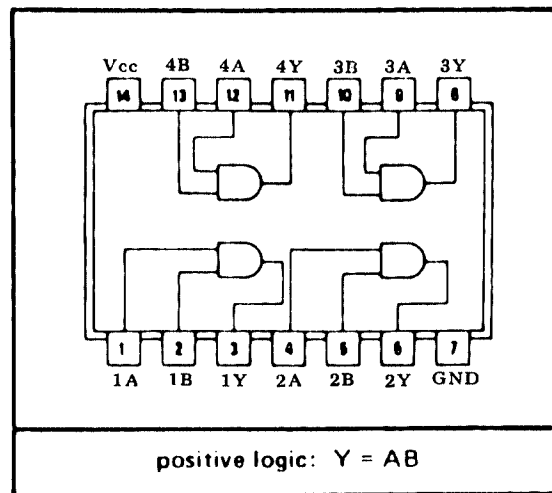 Vcc 4B 4A 4Y 3B 3A 3Y
14 13 12 11 10 9 8
1 2 3 4 5 6 7
1A 1B 1Y 2A 2B 2Y GND
positive logic: Y = AB